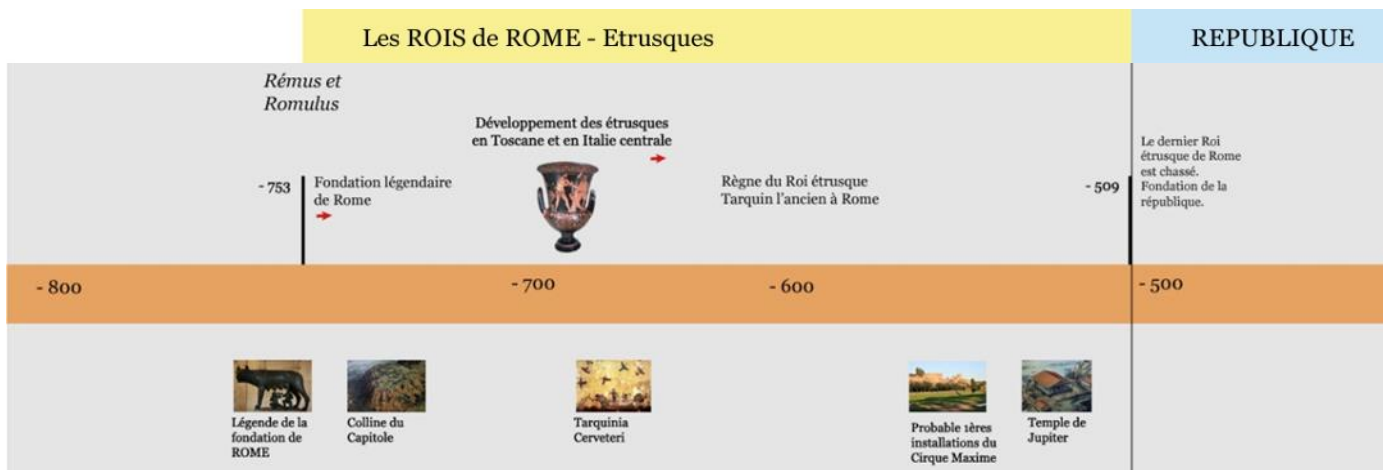 Les ROIS de ROME - Etrusques
REPUBLIQUE
Rémus et
Romulus
Développement des étrusques
en Toscane et en Italie centrale
- 753
Fondation légendaire
de Rome
Règne du Roi étrusque
Tarquin l'ancien à Rome
- 509
Le dernier Roi
étrusque de Rome
est chassé.
Fondation de la
république.
- 800
- 700
- 600
- 500
Légende de la
fondation de
ROME
Colline du
Capitole
Tarquinia
Cerveteri
Probable 1ères
installations du
Cirque Maxime
Temple de
Jupiter